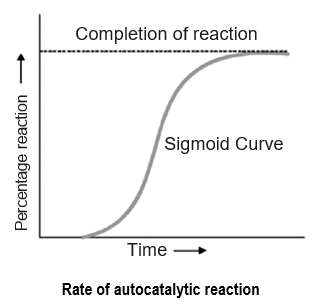 Completion of reaction
Percentage reaction
Sigmoid Curve
Time
Rate of autocatalytic reaction